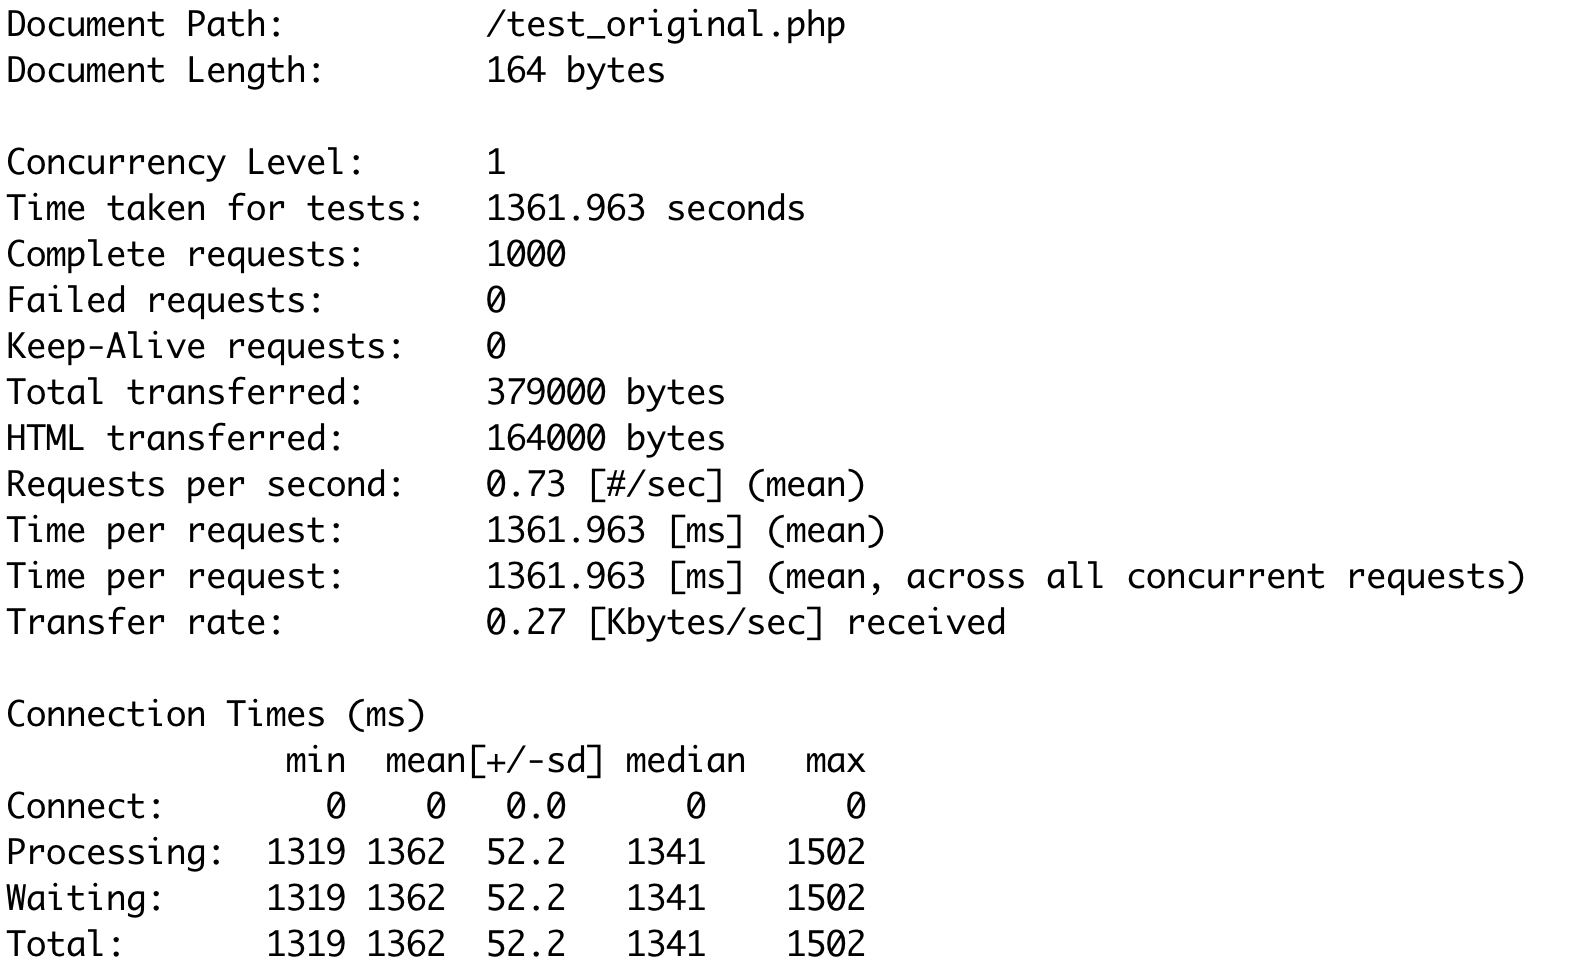 Document Path:          /test_original.php
Document Length:        164 bytes

Concurrency Level:      1
Time taken for tests:   1361.963 seconds
Complete requests:      1000
Failed requests:        0
Keep-Alive requests:    0
Total transferred:      379000 bytes
HTML transferred:       164000 bytes
Requests per second:    0.73 [#/sec] (mean)
Time per request:       1361.963 [ms] (mean)
Time per request:       1361.963 [ms] (mean, across all concurrent requests)
Transfer rate:          0.27 [Kbytes/sec] received

Connection Times (ms)
              min  mean[+/-sd] median   max
Connect:        0    0   0.0      0       0
Processing:  1319 1362  52.2   1341    1502
Waiting:     1319 1362  52.2   1341    1502
Total:       1319 1362  52.2   1341    1502